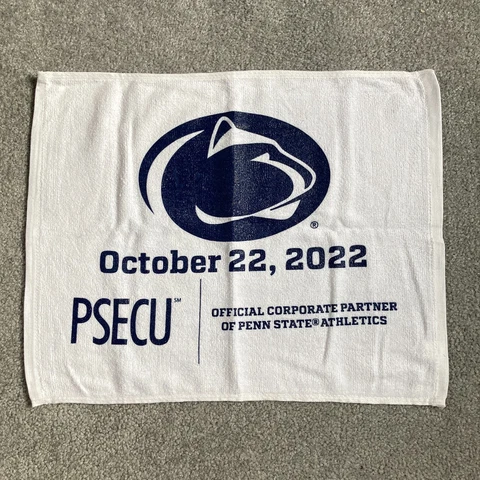 ®
October 22, 2022
PSECU℠
OFFICIAL CORPORATE PARTNER
OF PENN STATE® ATHLETICS